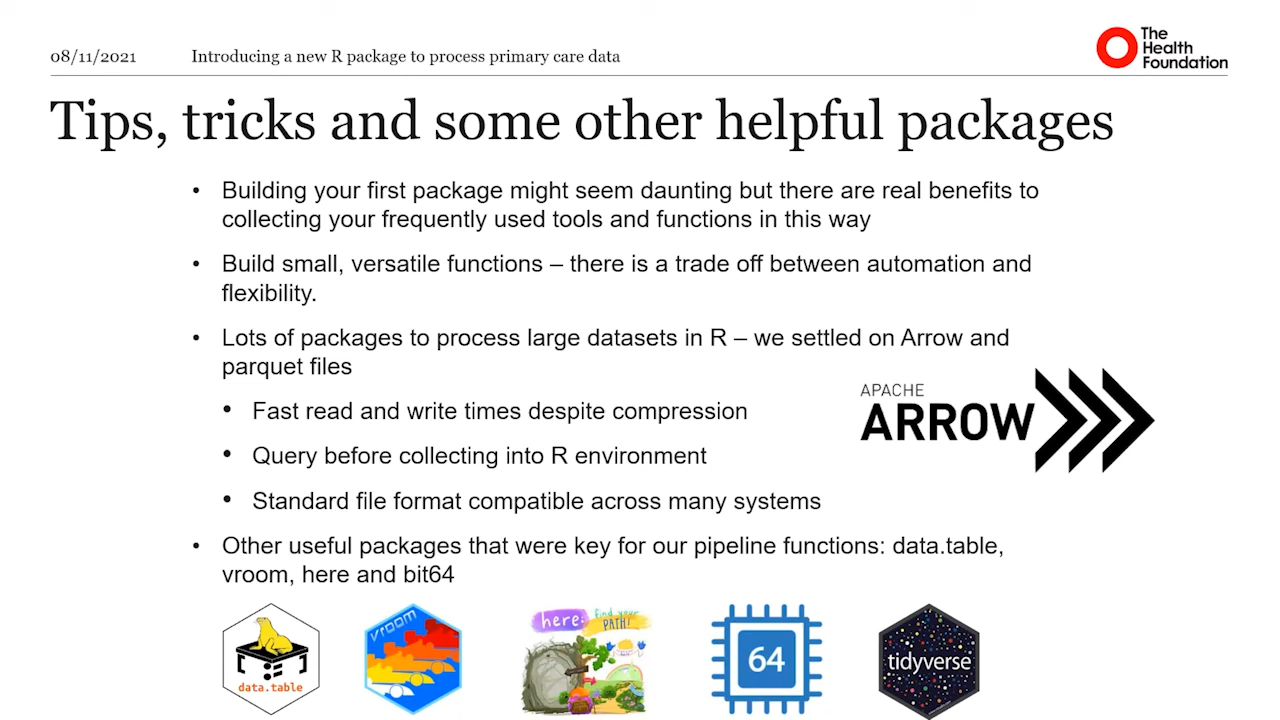 08/11/2021 Introducing a new R package to process primary care data
The
Health
Foundation
Tips, tricks and some other helpful packages
• Building your first package might seem daunting but there are real benefits to
collecting your frequently used tools and functions in this way
• Build small, versatile functions – there is a trade off between automation and
flexibility.
• Lots of packages to process large datasets in R – we settled on Arrow and
parquet files
• Fast read and write times despite compression
• Query before collecting into R environment
• Standard file format compatible across many systems
APACHE
ARROW
• Other useful packages that were key for our pipeline functions: data.table,
vroom, here and bit64
data.table
vroom
here:
find your
PATH!
64
tidyverse